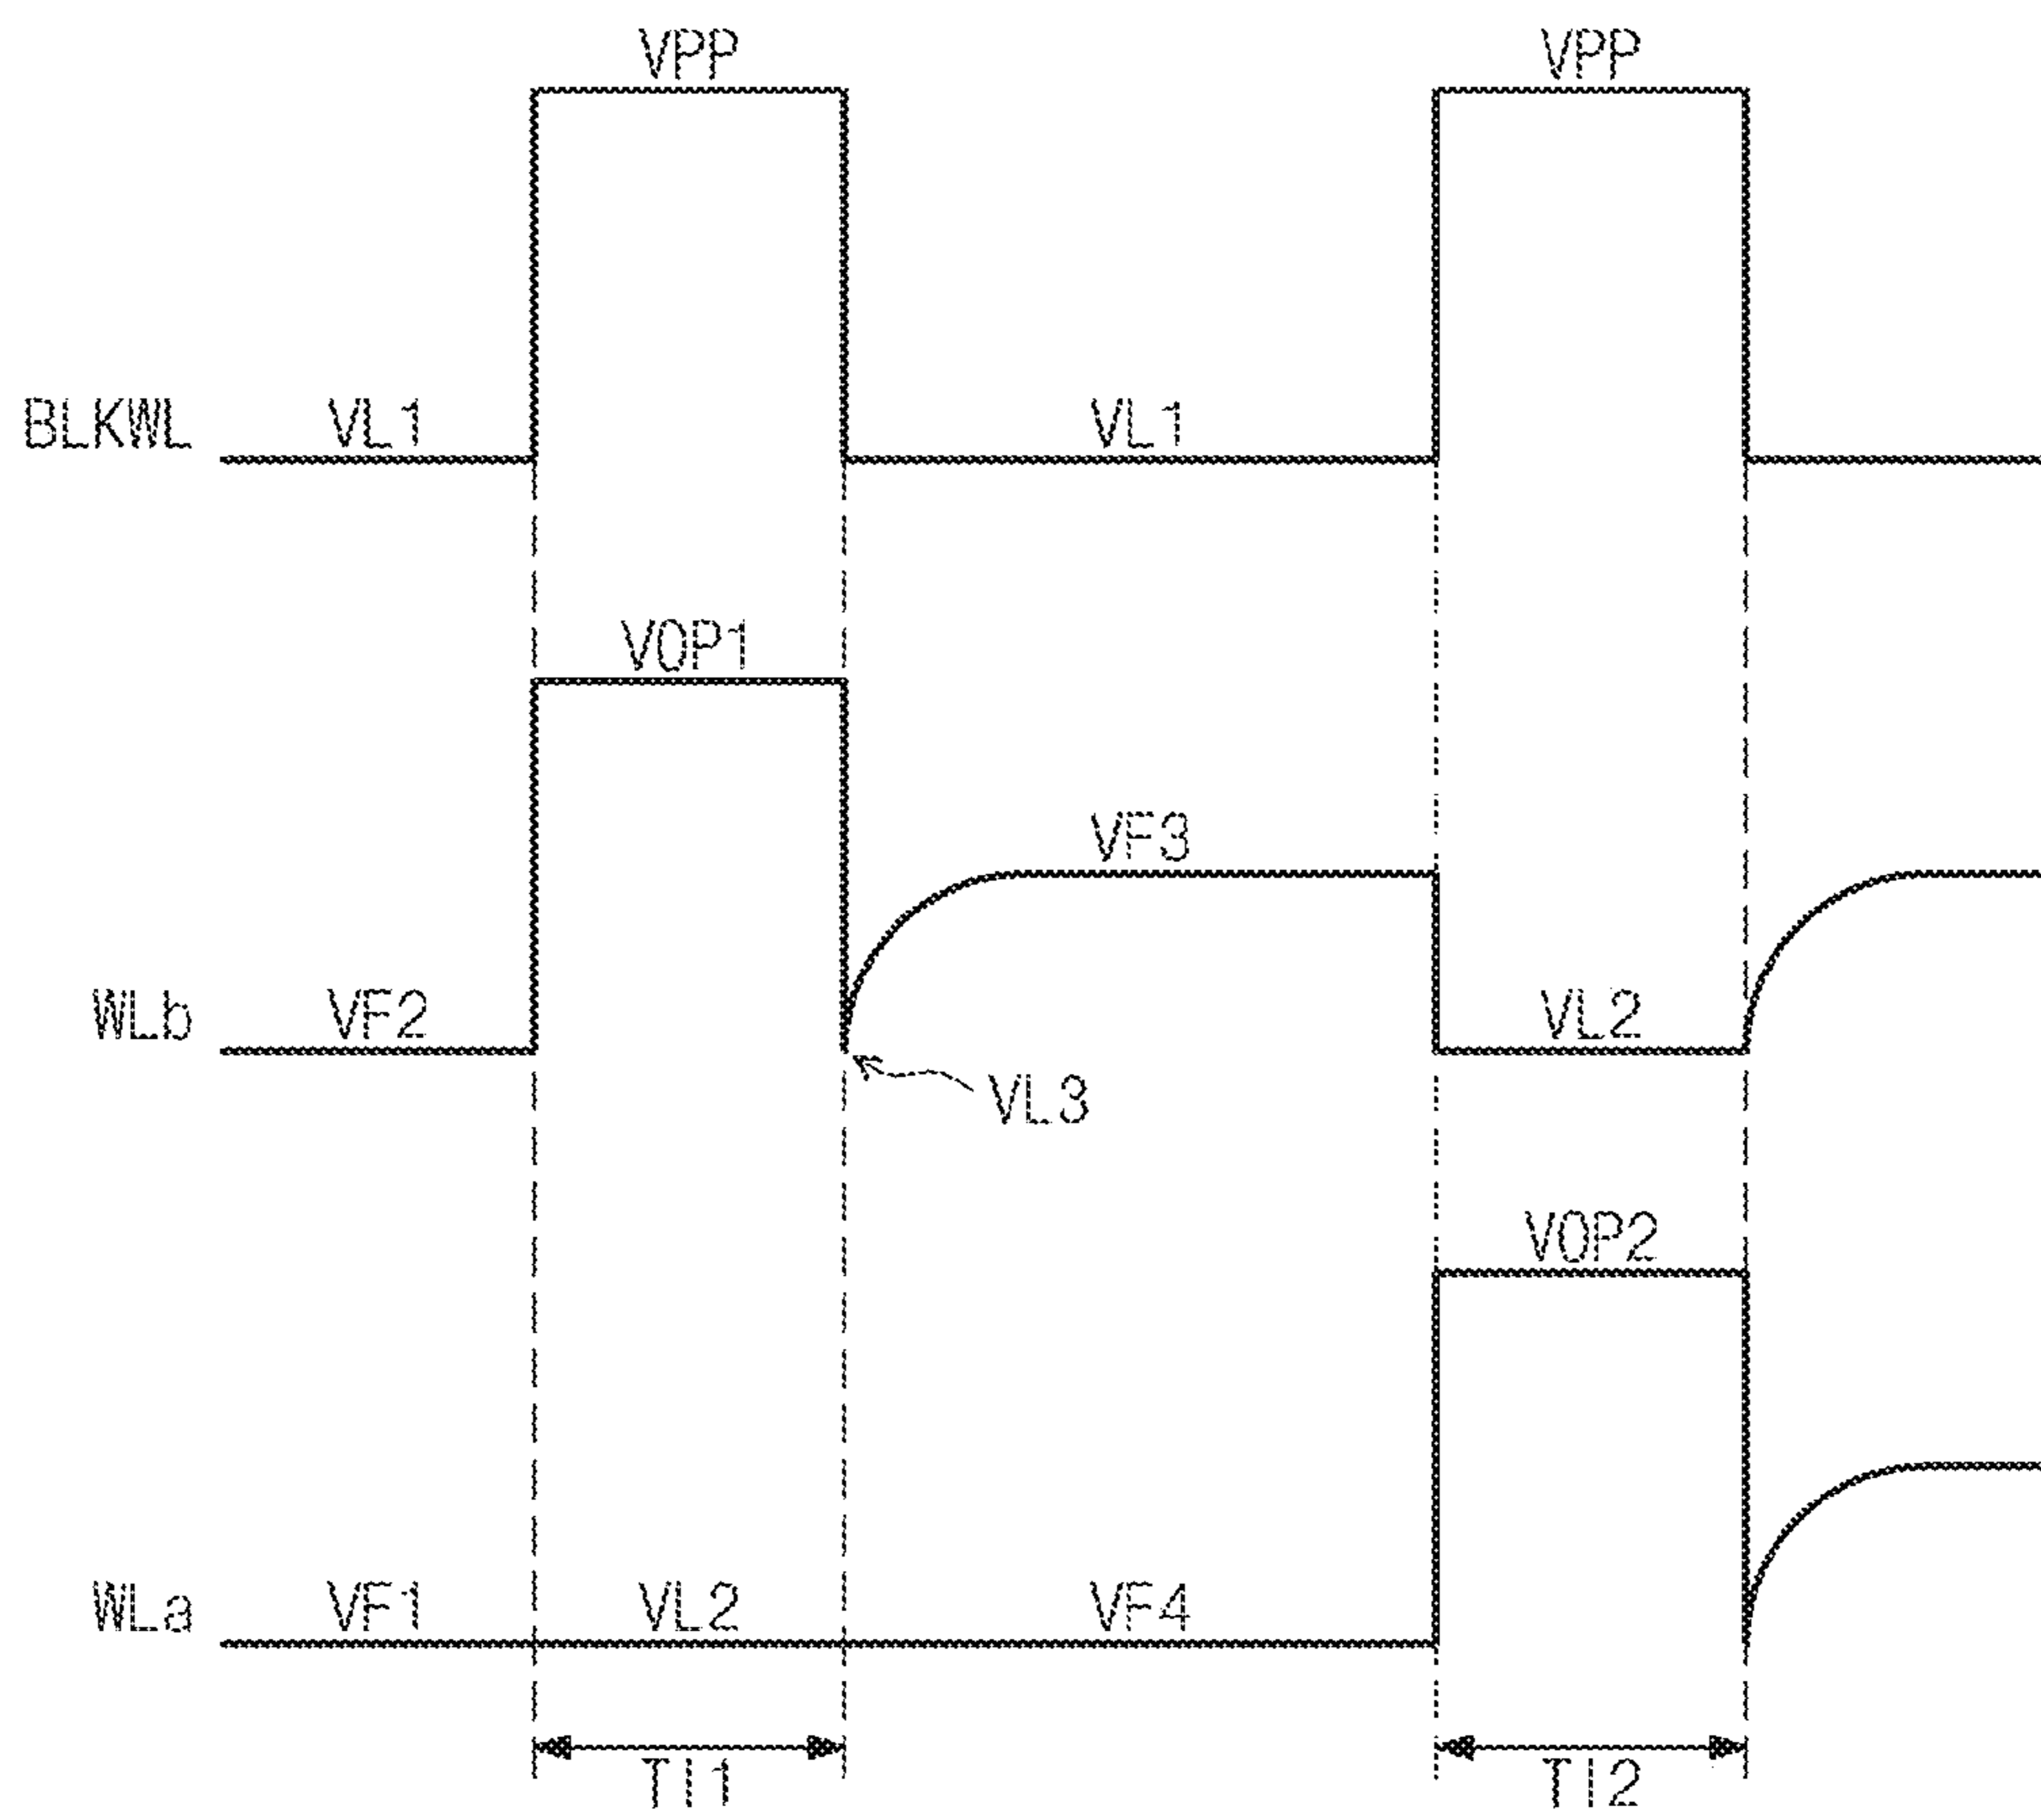 VPP VPP
BLKWL VL1 VL1
VOP1
VF3
WLb VF2 VL2
VL3
VOP2
WLa VF1 VL2 VF4
TI1 TI2